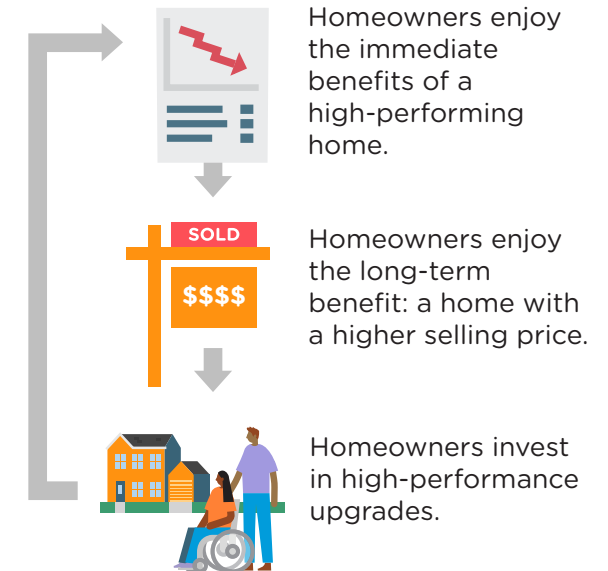 Homeowners enjoy
the immediate
benefits of a
high-performing
home.
SOLD
$$$$
Homeowners enjoy
the long-term
benefit: a home with
a higher selling price.
Homeowners invest
in high-performance
upgrades.